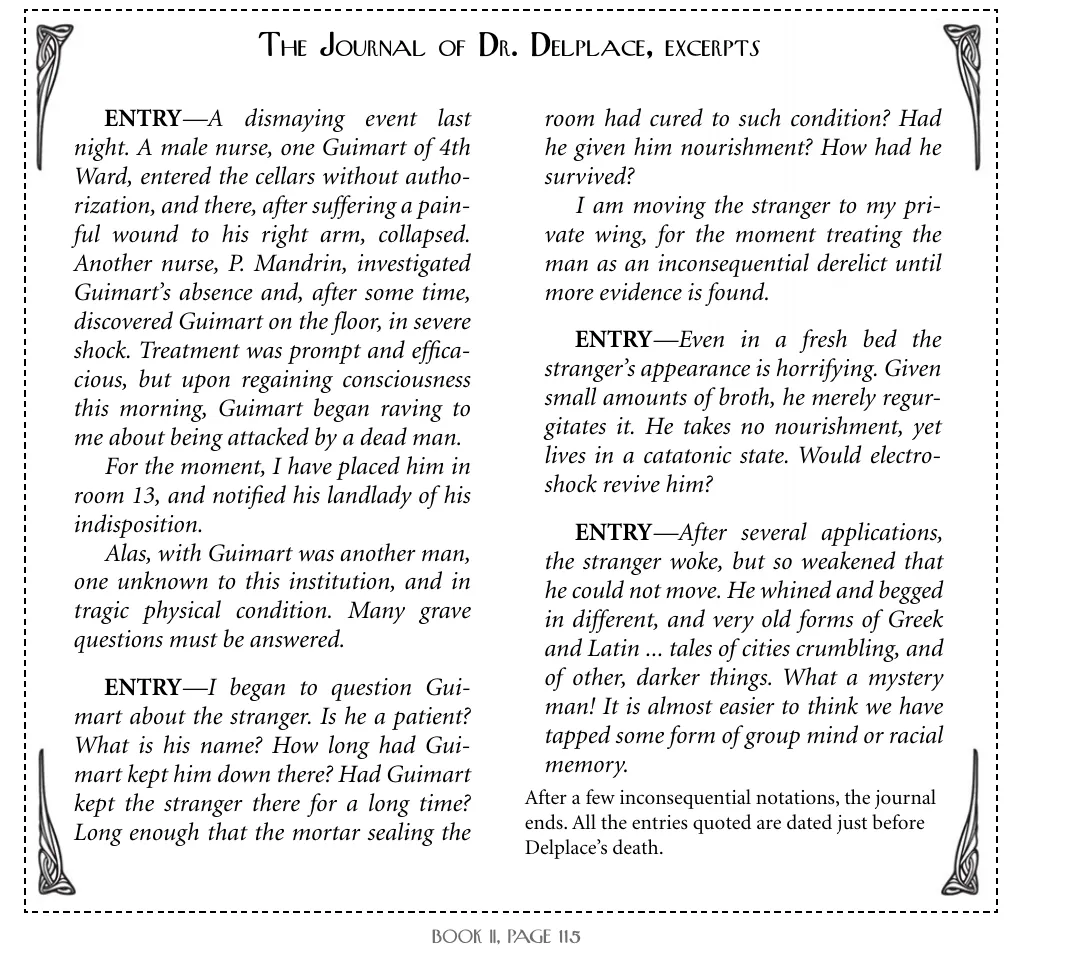 The Journal of Dr. Delplace, excerpts
ENTRY—A dismaying event last
night. A male nurse, one Guimart of 4th
Ward, entered the cellars without autho-
rization, and there, after suffering a pain-
ful wound to his right arm, collapsed.
Another nurse, P. Mandrin, investigated
Guimart's absence and, after some time,
discovered Guimart on the floor, in severe
shock. Treatment was prompt and effica-
cious, but upon regaining consciousness
this morning, Guimart began raving to
me about being attacked by a dead man.
For the moment, I have placed him in
room 13, and notified his landlady of his
indisposition.
Alas, with Guimart was another man,
one unknown to this institution, and in
tragic physical condition. Many grave
questions must be answered.
ENTRY—I began to question Gui-
mart about the stranger. Is he a patient?
What is his name? How long had Gui-
mart kept him down there? Had Guimart
kept the stranger there for a long time?
Long enough that the mortar sealing the
room had cured to such condition? Had
he given him nourishment? How had he
survived?
I am moving the stranger to my pri-
vate wing, for the moment treating the
man as an inconsequential derelict until
more evidence is found.
ENTRY—Even in a fresh bed the
stranger's appearance is horrifying. Given
small amounts of broth, he merely regur-
gitates it. He takes no nourishment, yet
lives in a catatonic state. Would electro-
shock revive him?
ENTRY—After several applications,
the stranger woke, but so weakened that
he could not move. He whined and begged
in different, and very old forms of Greek
and Latin ... tales of cities crumbling, and
of other, darker things. What a mystery
man! It is almost easier to think we have
tapped some form of group mind or racial
memory.
After a few inconsequential notations, the journal
ends. All the entries quoted are dated just before
Delplace's death.
BOOK II, PAGE 115